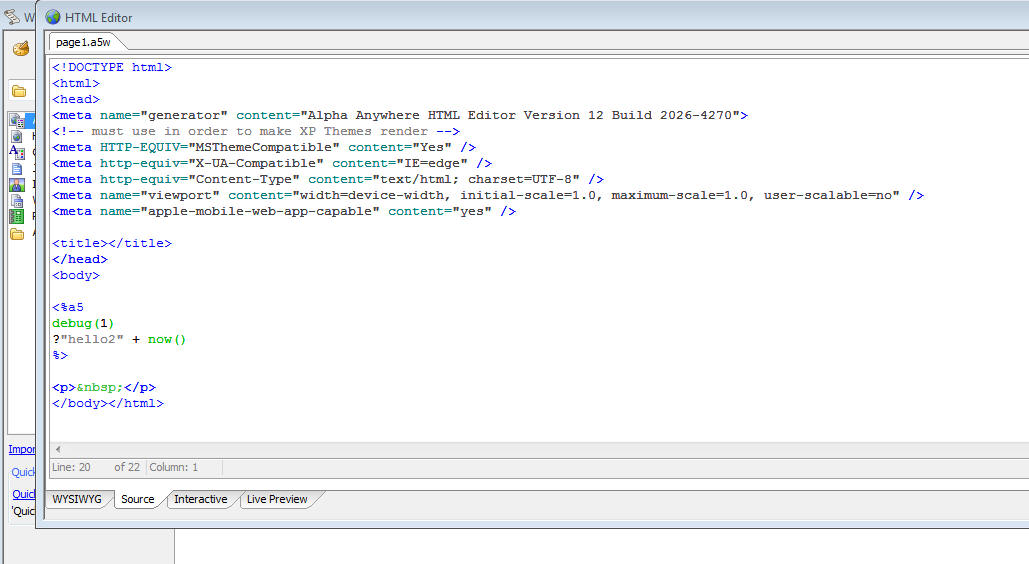 HTML Editor
page1.a5w
<!DOCTYPE html>
<html>
<head>
<meta name="generator" content="Alpha Anywhere HTML Editor Version 12 Build 2026-4270">
<!-- must use in order to make XP Themes render -->
<meta HTTP-EQUIV="MSThemeCompatible" content="Yes" />
<meta http-equiv="X-UA-Compatible" content="IE=edge" />
<meta http-equiv="Content-Type" content="text/html; charset=UTF-8" />
<meta name="viewport" content="width=device-width, initial-scale=1.0, maximum-scale=1.0, user-scalable=no" />
<meta name="apple-mobile-web-app-capable" content="yes" />
<title></title>
</head>
<body>
<%a5
debug(1)
?"hello2" + now()
%>
<p>&nbsp;</p>
</body></html>
Impor
Line: 20 of 22 Column: 1
Quick
Quick
'Quic
WYSIWYG Source Interactive Live Preview